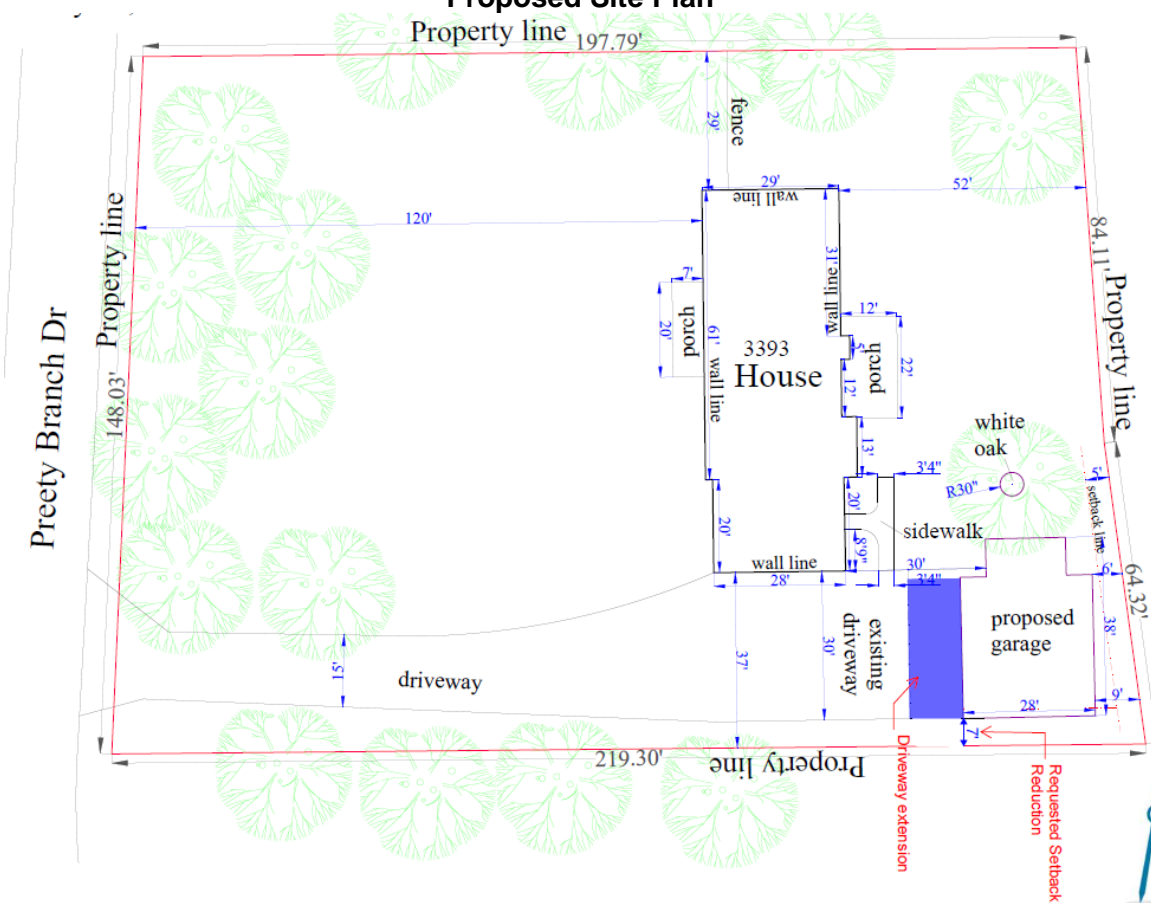 Proposed Site Plan
Property line
197.79'
fence
29'
29'
wall line
52'
120'
Property line
84.11'
Property line
7'
porch
20'
61'
wall line
31'
wall line
12'
5'
porch
22'
12'
3393
House
Preety Branch Dr
148.03'
13'
white
oak
R30"
3'4"
5'
setback line
20'
20'
sidewalk
8'9"
wall line
28'
30'
3'4"
6'
64.32'
proposed
garage
38'
existing
driveway
30'
37'
15'
driveway
28'
9'
7'
219.30'
Property line
Driveway extension
Requested Setback
Reduction